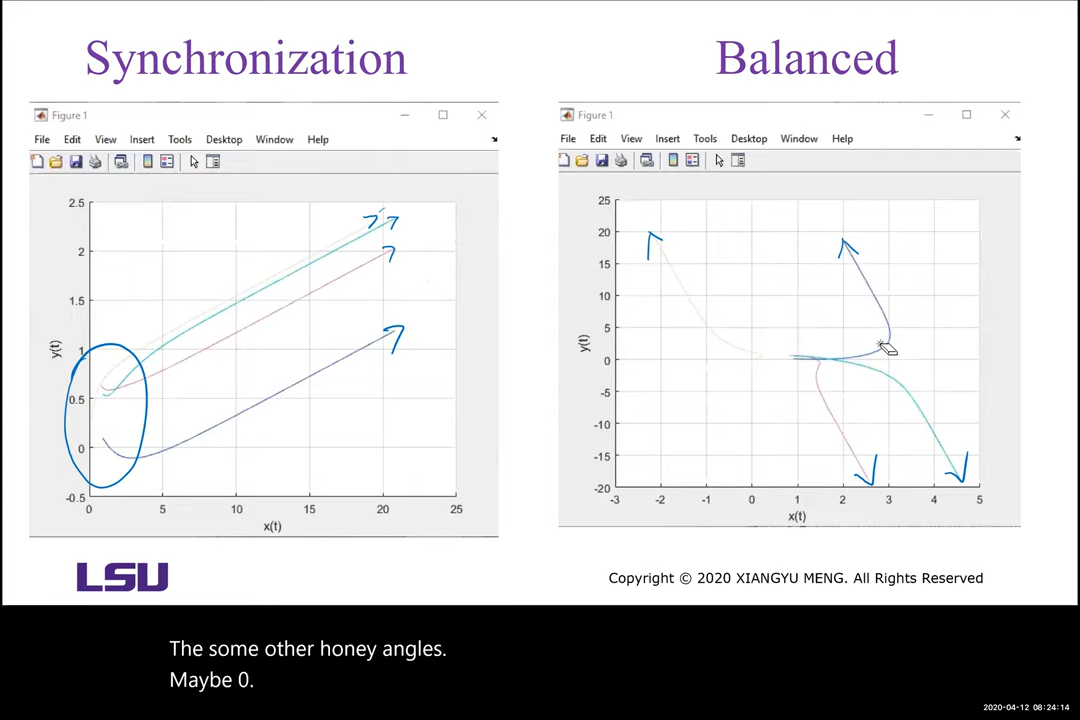 Synchronization
Balanced
Figure 1
File Edit View Insert Tools Desktop Window Help
2.5
2
1.5
1
0.5
0
-0.5
y(t)
0 5 10 15 20 25
x(t)
Figure 1
File Edit View Insert Tools Desktop Window Help
25
20
15
10
5
0
-5
-10
-15
-20
y(t)
-3 -2 -1 0 1 2 3 4 5
x(t)
LSU
Copyright © 2020 XIANGYU MENG. All Rights Reserved
The some other honey angles.
Maybe 0.
2020-04-12 08:24:14